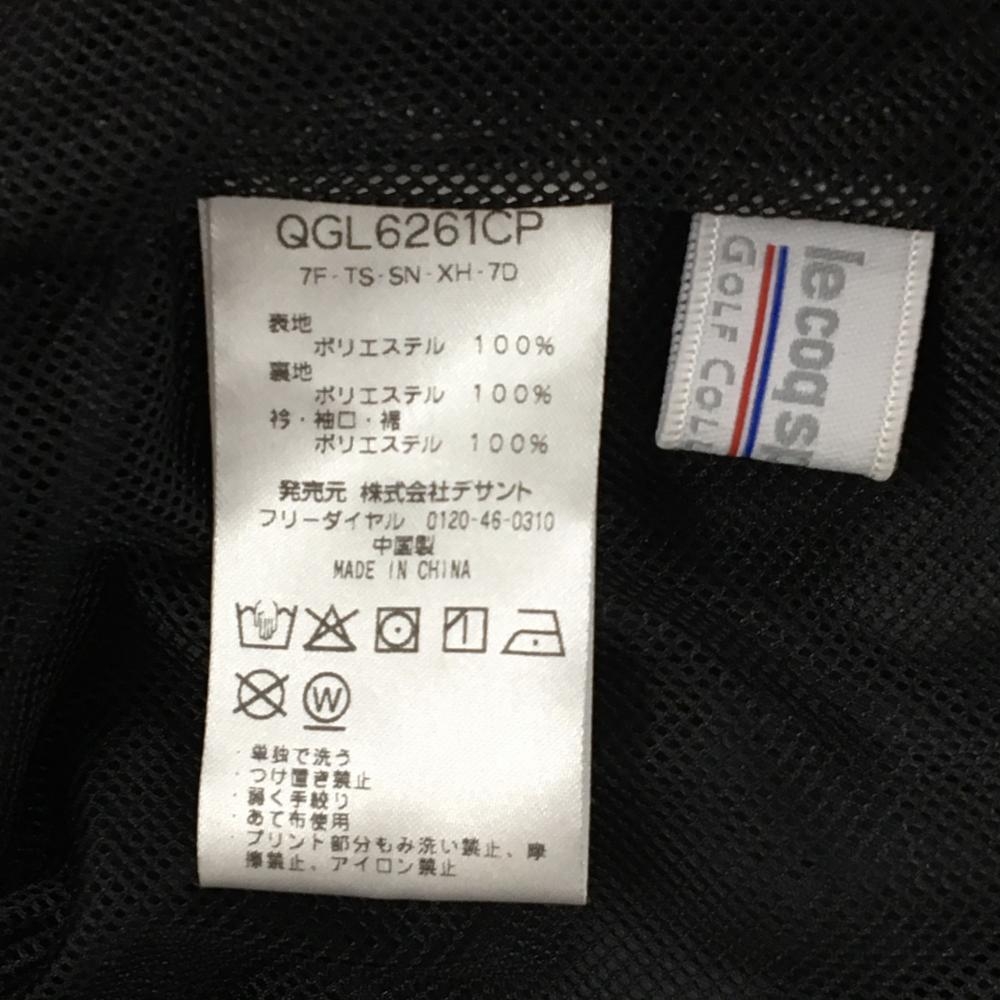 QGL6261CP
7F-TS-SN-XH-7D
表地
ポリエステル 100%
裏地
ポリエステル 100%
衿・袖口・裾
ポリエステル 100%
発売元 株式会社デサント
フリーダイヤル 0120-46-0310
中国製
MADE IN CHINA
W
・単独で洗う
・つけ置き禁止
・弱く手絞り
・あて布使用
・プリント部分もみ洗い禁止、摩
擦禁止、アイロン禁止
lecoqsp
GOLF COLL